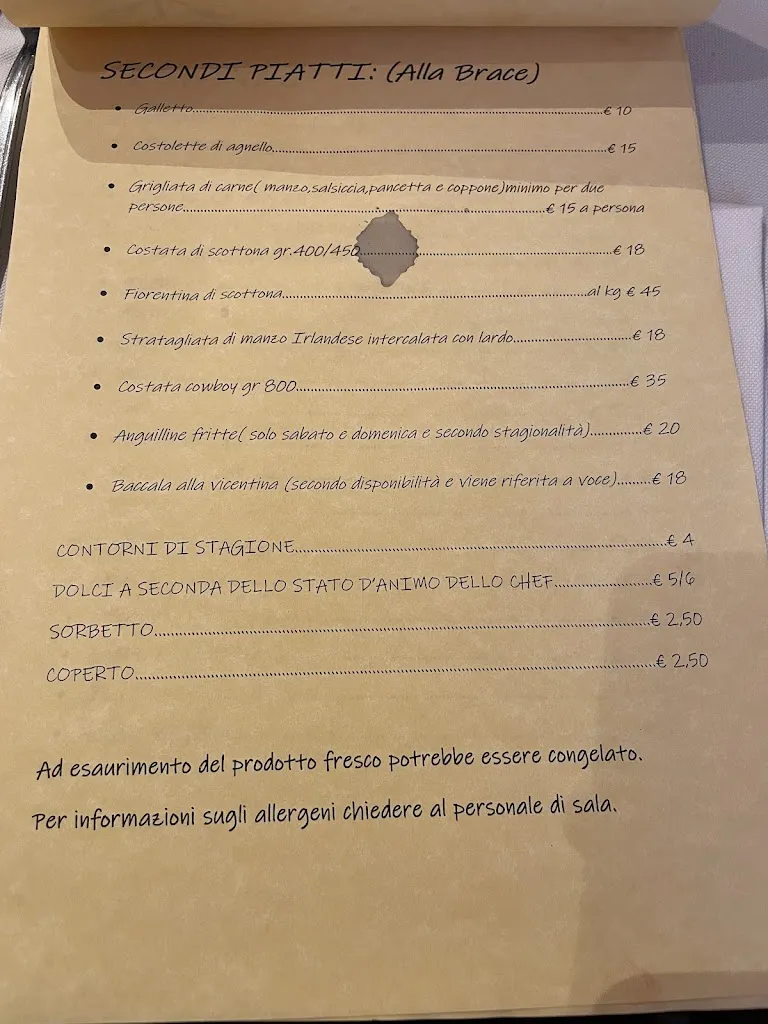 SECONDI PIATTI: (Alla Brace)
• Galletto....................€ 10
• Costolette di agnello....................€ 15
• Grigliata di carne( manzo,salsiccia,pancetta e coppone)minimo per due
persone....................€ 15 a persona
• Costata di scottona gr.400/450....................€ 18
• Fiorentina di scottona....................al kg € 45
• Stratagliata di manzo Irlandese intercalata con lardo....................€ 18
• Costata cowboy gr 800....................€ 35
• Anguilline fritte( solo sabato e domenica e secondo stagionalità)............€ 20
• Baccala alla vicentina (secondo disponibilità e viene riferita a voce)........€ 18
CONTORNI DI STAGIONE....................€ 4
DOLCI A SECONDA DELLO STATO D'ANIMO DELLO CHEF....................€ 5/6
SORBETTO....................€ 2,50
COPERTO....................€ 2,50
Ad esaurimento del prodotto fresco potrebbe essere congelato.
Per informazioni sugli allergeni chiedere al personale di sala.